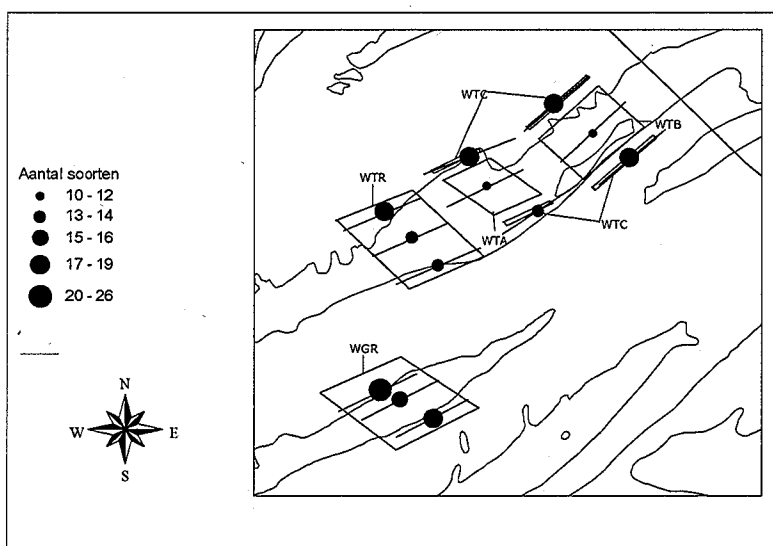 Aantal soorten
10 - 12
13 - 14
15 - 16
17 - 19
20 - 26
N
W E
S
WTC
WTB
WTR
WTA
WTC
WGR